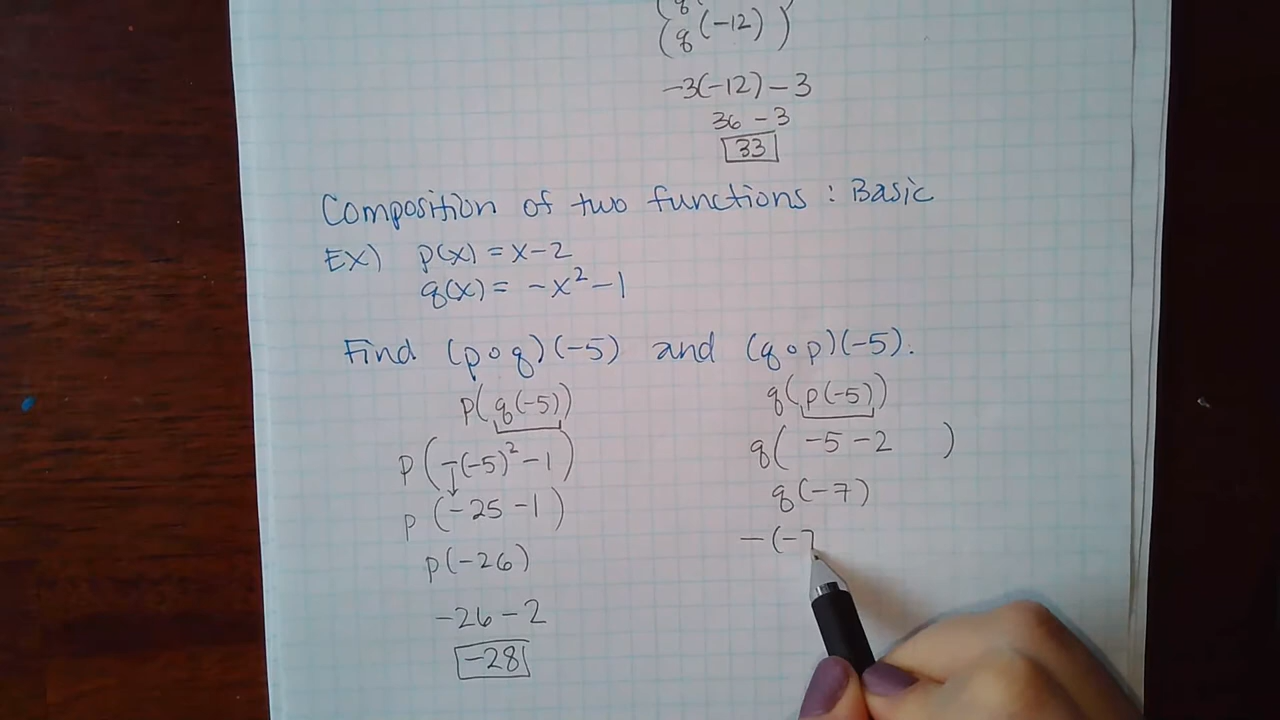 (q(-12))
-3(-12) - 3
36 - 3
33
Composition of two functions : Basic
EX) p(x) = x - 2
q(x) = -x² - 1
Find (p∘q)(-5) and (q∘p)(-5).
p(q(-5))
p(-(-5)² - 1)
p(-25 - 1)
p(-26)
-26 - 2
-28
q(p(-5))
q(-5 - 2)
q(-7)
-(-7